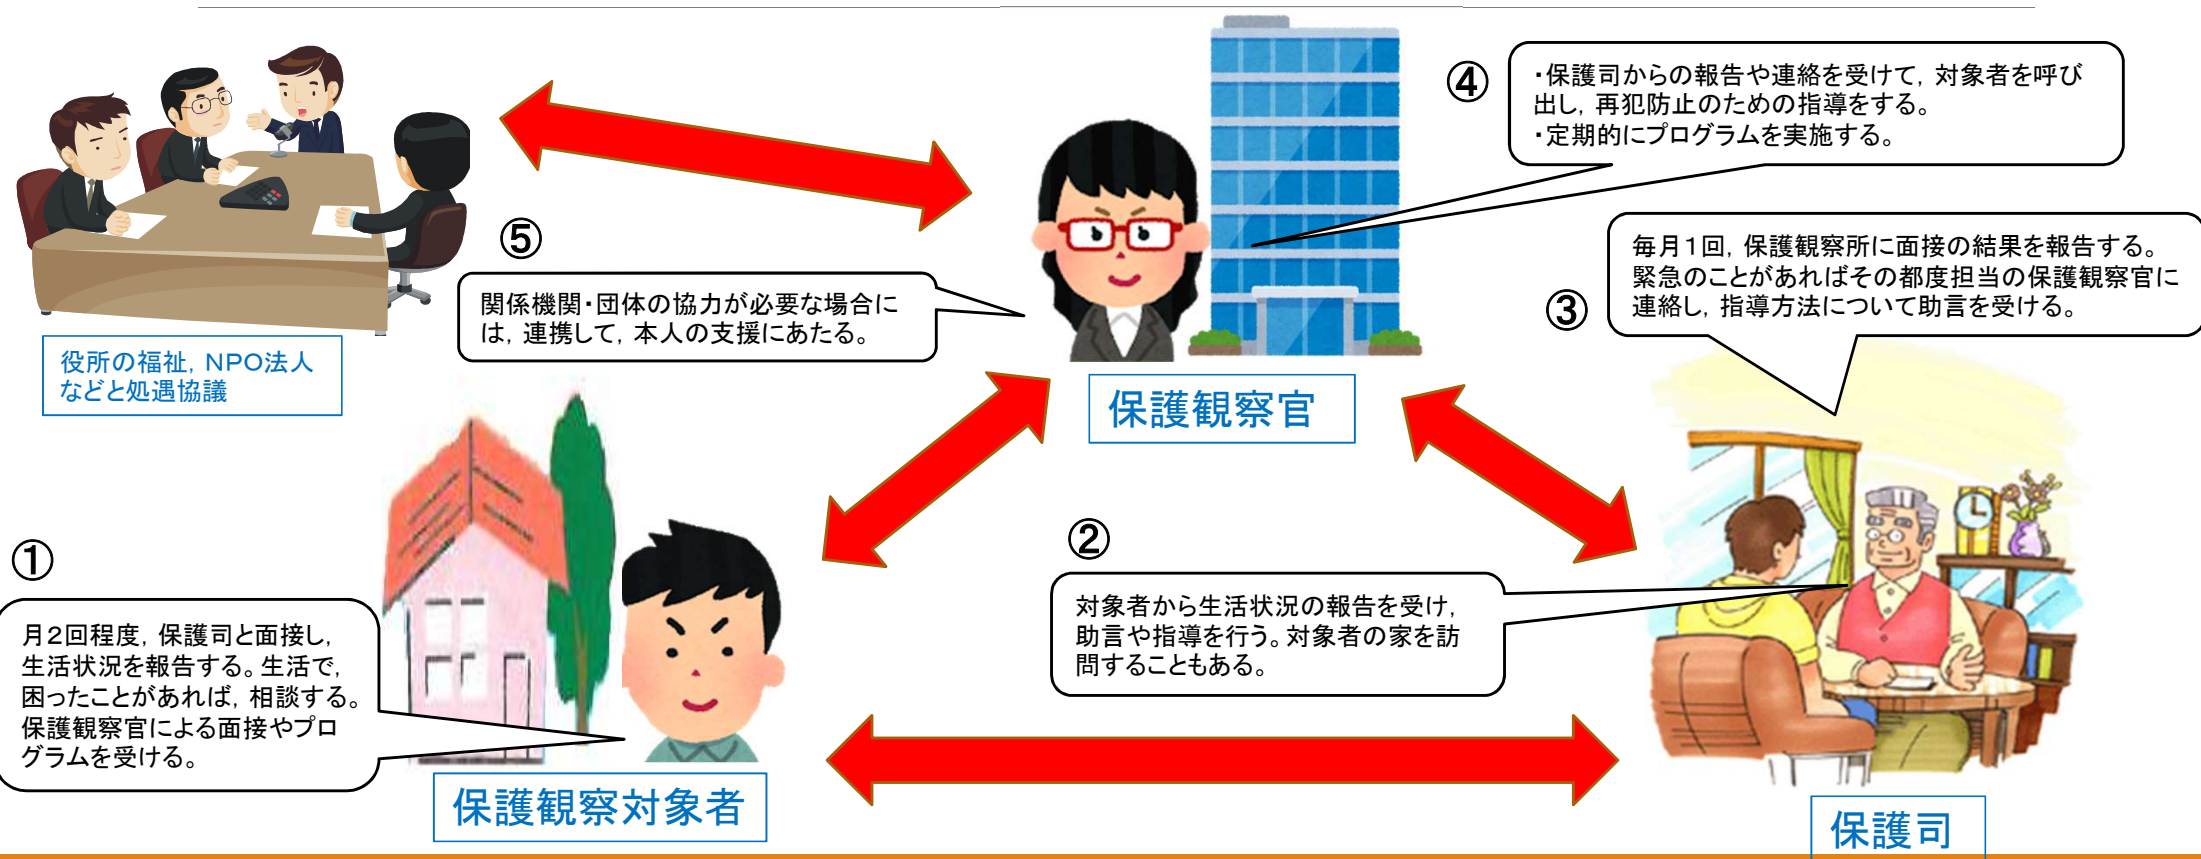 ④
・保護司からの報告や連絡を受けて，対象者を呼び
出し，再犯防止のための指導をする。
・定期的にプログラムを実施する。
⑤
関係機関・団体の協力が必要な場合に
は，連携して，本人の支援にあたる。
③
毎月１回，保護観察所に面接の結果を報告する。
緊急のことがあればその都度担当の保護観察官に
連絡し，指導方法について助言を受ける。
役所の福祉，ＮＰＯ法人
などと処遇協議
保護観察官
①
月２回程度，保護司と面接し，
生活状況を報告する。生活で，
困ったことがあれば，相談する。
保護観察官による面接やプロ
グラムを受ける。
②
対象者から生活状況の報告を受け，
助言や指導を行う。対象者の家を訪
問することもある。
保護観察対象者
保護司